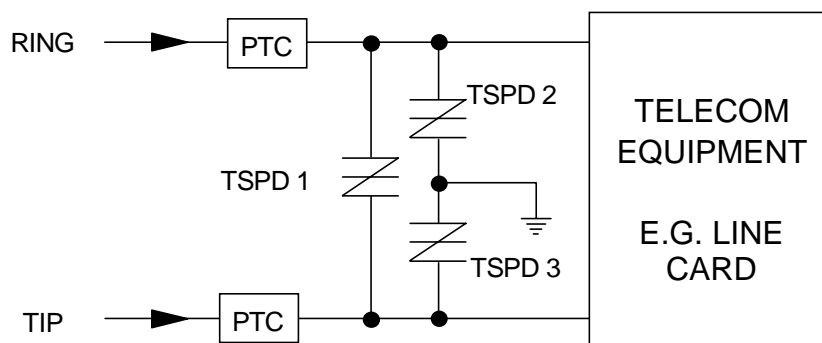 RING
PTC
TSPD 2
TELECOM
EQUIPMENT
TSPD 1
E.G. LINE
CARD
TSPD 3
TIP
PTC